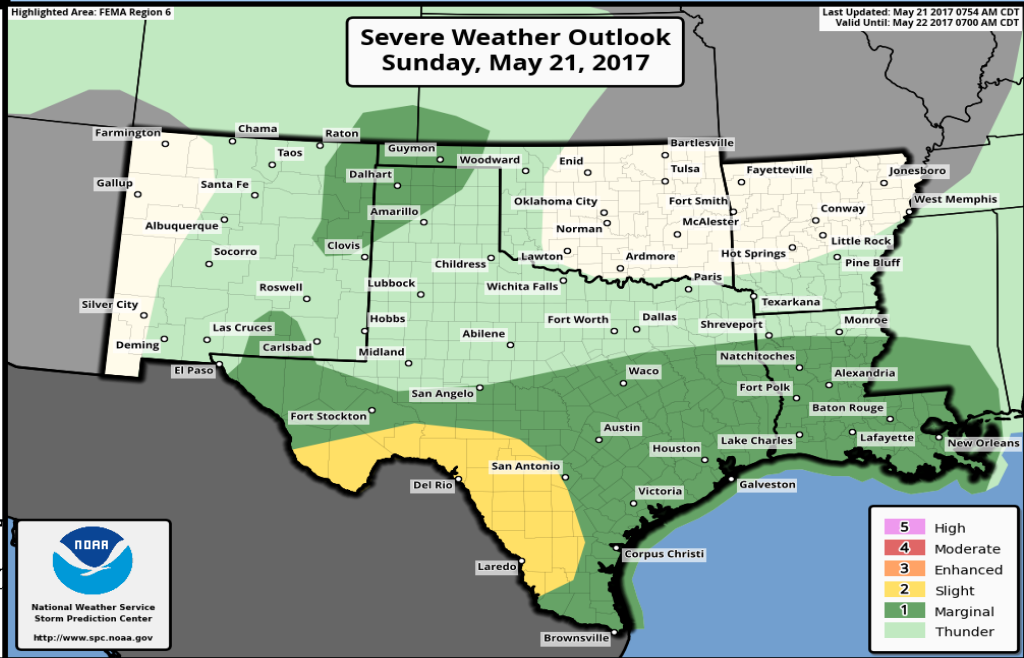 Highlighted Area: FEMA Region 6
Last Updated: May 21 2017 0754 AM CDT
Valid Until: May 22 2017 0700 AM CDT
Severe Weather Outlook
Sunday, May 21, 2017
Farmington
Chama
Raton
Taos
Guymon
Woodward
Enid
Bartlesville
Tulsa
Fayetteville
Jonesboro
Gallup
Santa Fe
Dalhart
Oklahoma City
Fort Smith
West Memphis
Albuquerque
Amarillo
Norman
McAlester
Conway
Socorro
Clovis
Childress
Lawton
Ardmore
Hot Springs
Little Rock
Pine Bluff
Roswell
Lubbock
Wichita Falls
Paris
Texarkana
Silver City
Las Cruces
Hobbs
Abilene
Fort Worth
Dallas
Shreveport
Monroe
Deming
Carlsbad
Midland
Natchitoches
El Paso
San Angelo
Waco
Fort Polk
Alexandria
Fort Stockton
Baton Rouge
Austin
Houston
Lake Charles
Lafayette
New Orleans
San Antonio
Del Rio
Victoria
Galveston
Laredo
Corpus Christi
Brownsville
NOAA
National Weather Service
Storm Prediction Center
http://www.spc.noaa.gov
5 High
4 Moderate
3 Enhanced
2 Slight
1 Marginal
Thunder